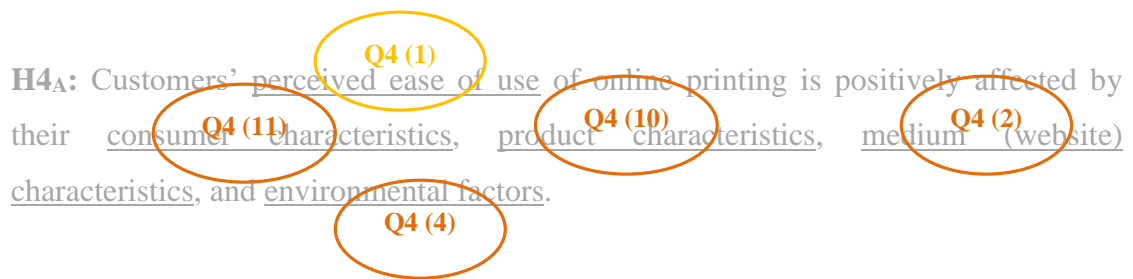 Q4 (1)
H4A: Customers’ perceived ease of use of online printing is positively affected by
Q4 (11) Q4 (10) Q4 (2)
their consumer characteristics, product characteristics, medium (website)
characteristics, and environmental factors.
Q4 (4)